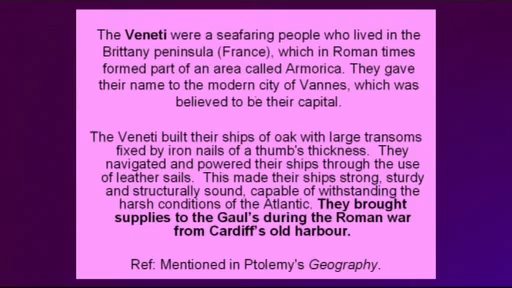 The Veneti were a seafaring people who lived in the
Brittany peninsula (France), which in Roman times
formed part of an area called Armorica. They gave
their name to the modern city of Vannes, which was
believed to be their capital.
The Veneti built their ships of oak with large transoms
fixed by iron nails of a thumb's thickness. They
navigated and powered their ships through the use
of leather sails. This made their ships strong, sturdy
and structurally sound, capable of withstanding the
harsh conditions of the Atlantic. They brought
supplies to the Gaul's during the Roman war
from Cardiff's old harbour.
Ref: Mentioned in Ptolemy's Geography.